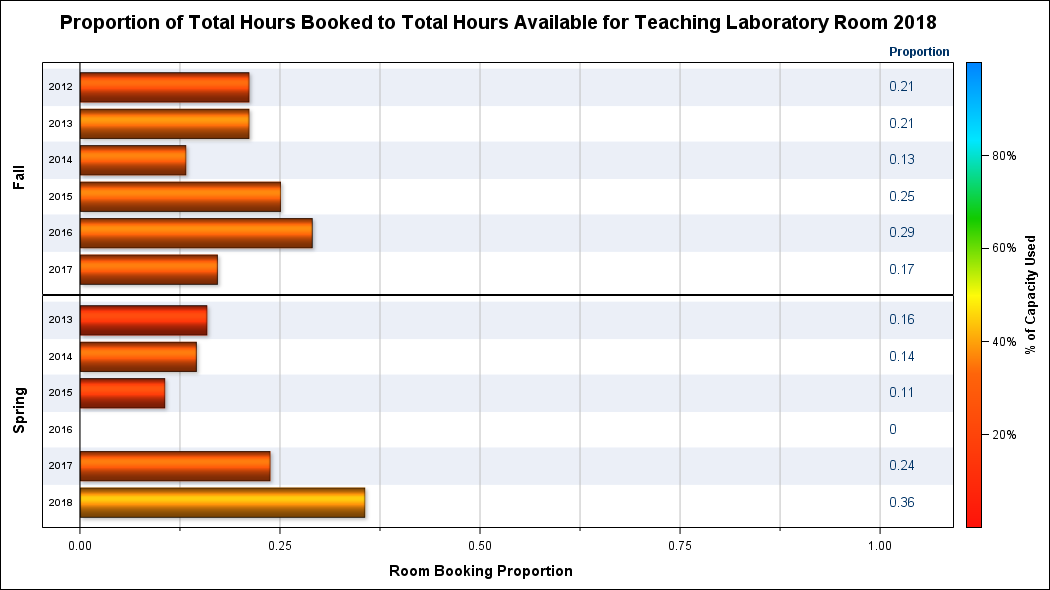 Proportion of Total Hours Booked to Total Hours Available for Teaching Laboratory Room 2018
Proportion
Fall
2012 0.21
2013 0.21
2014 0.13
2015 0.25
2016 0.29
2017 0.17
Spring
2013 0.16
2014 0.14
2015 0.11
2016 0
2017 0.24
2018 0.36
0.00 0.25 0.50 0.75 1.00
Room Booking Proportion
80%
60%
40%
20%
% of Capacity Used